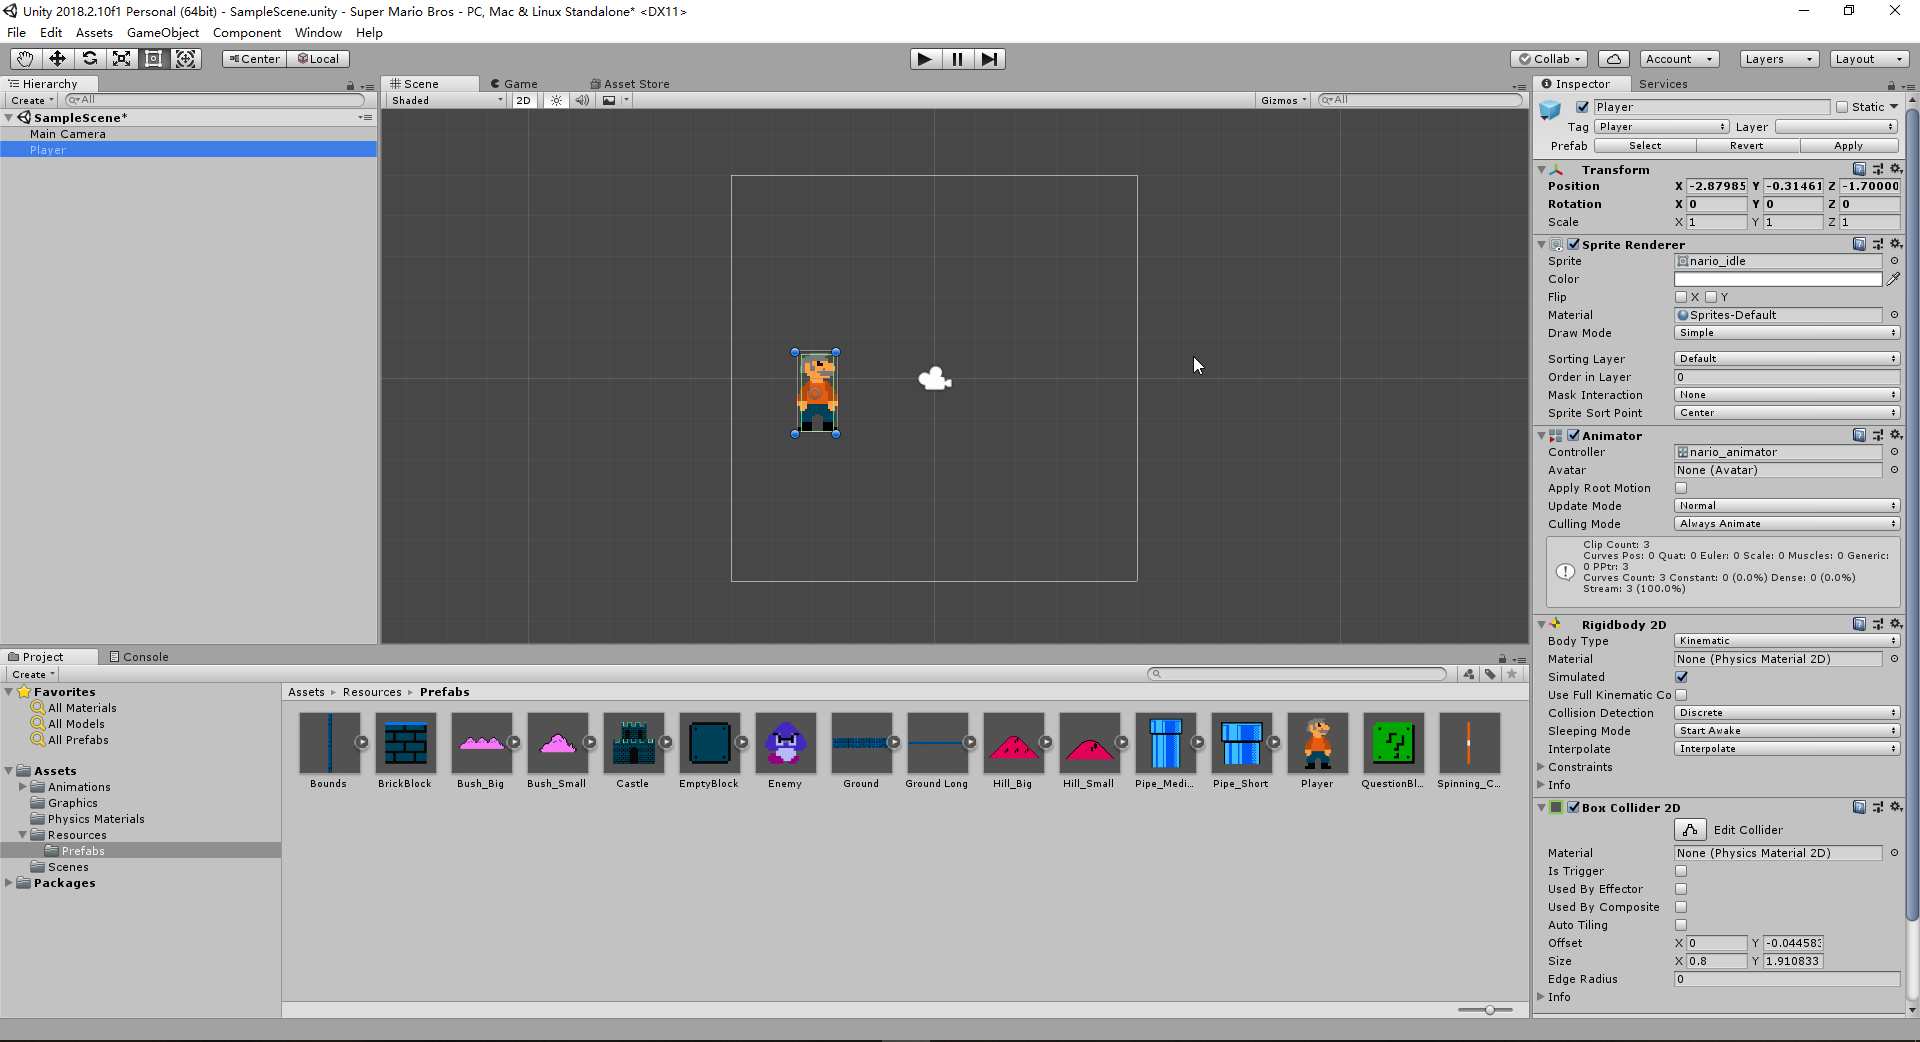 Unity 2018.2.10f1 Personal (64bit) - SampleScene.unity - Super Mario Bros - PC, Mac & Linux Standalone* <DX11>
File Edit Assets GameObject Component Window Help
Center Local Collab Account Layers Layout
Hierarchy
Create All
SampleScene*
Main Camera
Player
Scene Game Asset Store
Shaded 2D Gizmos All
Inspector Services
Player Static
Tag Player Layer
Prefab Select Revert Apply
Transform
Position X -2.87985 Y -0.31461 Z -1.70000
Rotation X 0 Y 0 Z 0
Scale X 1 Y 1 Z 1
Sprite Renderer
Sprite nario_idle
Color
Flip X Y
Material Sprites-Default
Draw Mode Simple
Sorting Layer Default
Order in Layer 0
Mask Interaction None
Sprite Sort Point Center
Animator
Controller nario_animator
Avatar None (Avatar)
Apply Root Motion
Update Mode Normal
Culling Mode Always Animate
Clip Count: 3
Curves Pos: 0 Quat: 0 Euler: 0 Scale: 0 Muscles: 0 Generic:
0 PPtr: 3
Curves Count: 3 Constant: 0 (0.0%) Dense: 0 (0.0%)
Stream: 3 (100.0%)
Rigidbody 2D
Body Type Kinematic
Material None (Physics Material 2D)
Simulated
Use Full Kinematic Co
Collision Detection Discrete
Sleeping Mode Start Awake
Interpolate Interpolate
Constraints
Info
Box Collider 2D
Edit Collider
Material None (Physics Material 2D)
Is Trigger
Used By Effector
Used By Composite
Auto Tiling
Offset X 0 Y -0.044583
Size X 0.8 Y 1.910833
Edge Radius 0
Info
Project Console
Create
Favorites
All Materials
All Models
All Prefabs
Assets
Animations
Graphics
Physics Materials
Resources
Prefabs
Scenes
Packages
Assets Resources Prefabs
Bounds BrickBlock Bush_Big Bush_Small Castle EmptyBlock Enemy Ground Ground Long Hill_Big Hill_Small Pipe_Medi... Pipe_Short Player QuestionBl... Spinning_C...